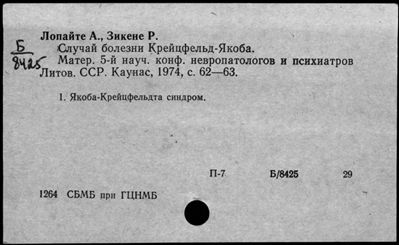 Лопайте А., Зикене Р.
Б
8425
Случай болезни Крейцфельд-Якоба.
Матер. 5-й науч. конф. невропатологов и психиатров
Литов. ССР. Каунас, 1974, с. 62—63.
1. Якоба-Крейцфельдта синдром.
П-7 Б/8425 29
1264 СБМБ при ГЦНМБ